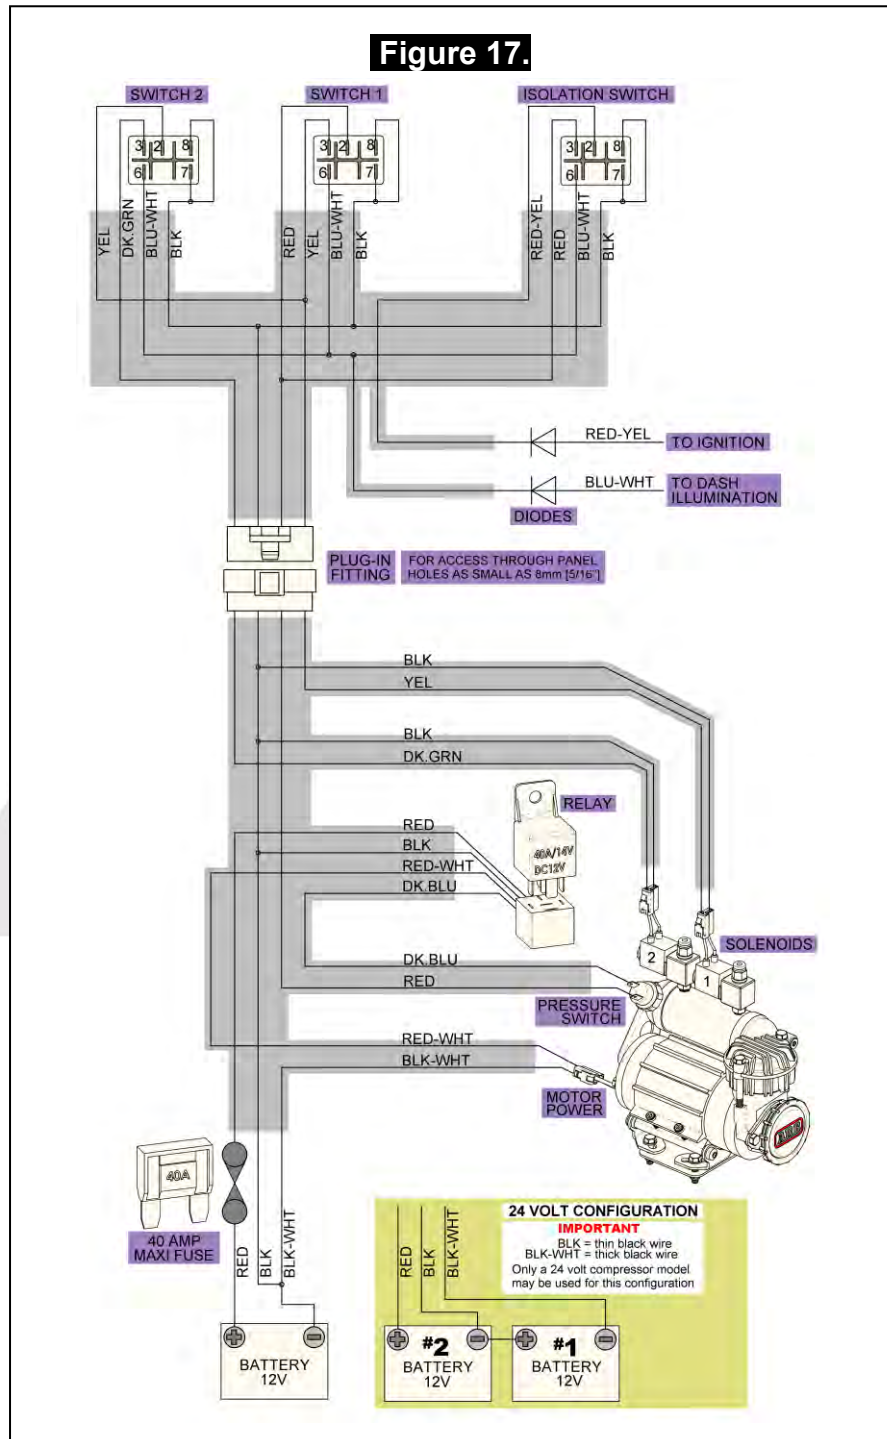 Figure 17.
SWITCH 2
SWITCH 1
ISOLATION SWITCH
3 2 8
6 7
3 2 8
6 7
3 2 8
6 7
YEL
DK.GRN
BLU-WHT
BLK
RED
YEL
BLU-WHT
BLK
RED-YEL
RED
BLU-WHT
BLK
RED-YEL
TO IGNITION
BLU-WHT
TO DASH
ILLUMINATION
DIODES
PLUG-IN
FITTING
FOR ACCESS THROUGH PANEL
HOLES AS SMALL AS 8mm [5/16"]
BLK
YEL
BLK
DK.GRN
RELAY
40A/14V
DC12V
RED
BLK
RED-WHT
DK.BLU
SOLENOIDS
2
1
DK.BLU
RED
PRESSURE
SWITCH
RED-WHT
BLK-WHT
MOTOR
POWER
ARB
40A
40 AMP
MAXI FUSE
RED
BLK
BLK-WHT
BATTERY
12V
24 VOLT CONFIGURATION
IMPORTANT
BLK = thin black wire
BLK-WHT = thick black wire
Only a 24 volt compressor model
may be used for this configuration
RED
BLK
BLK-WHT
#2
BATTERY
12V
#1
BATTERY
12V